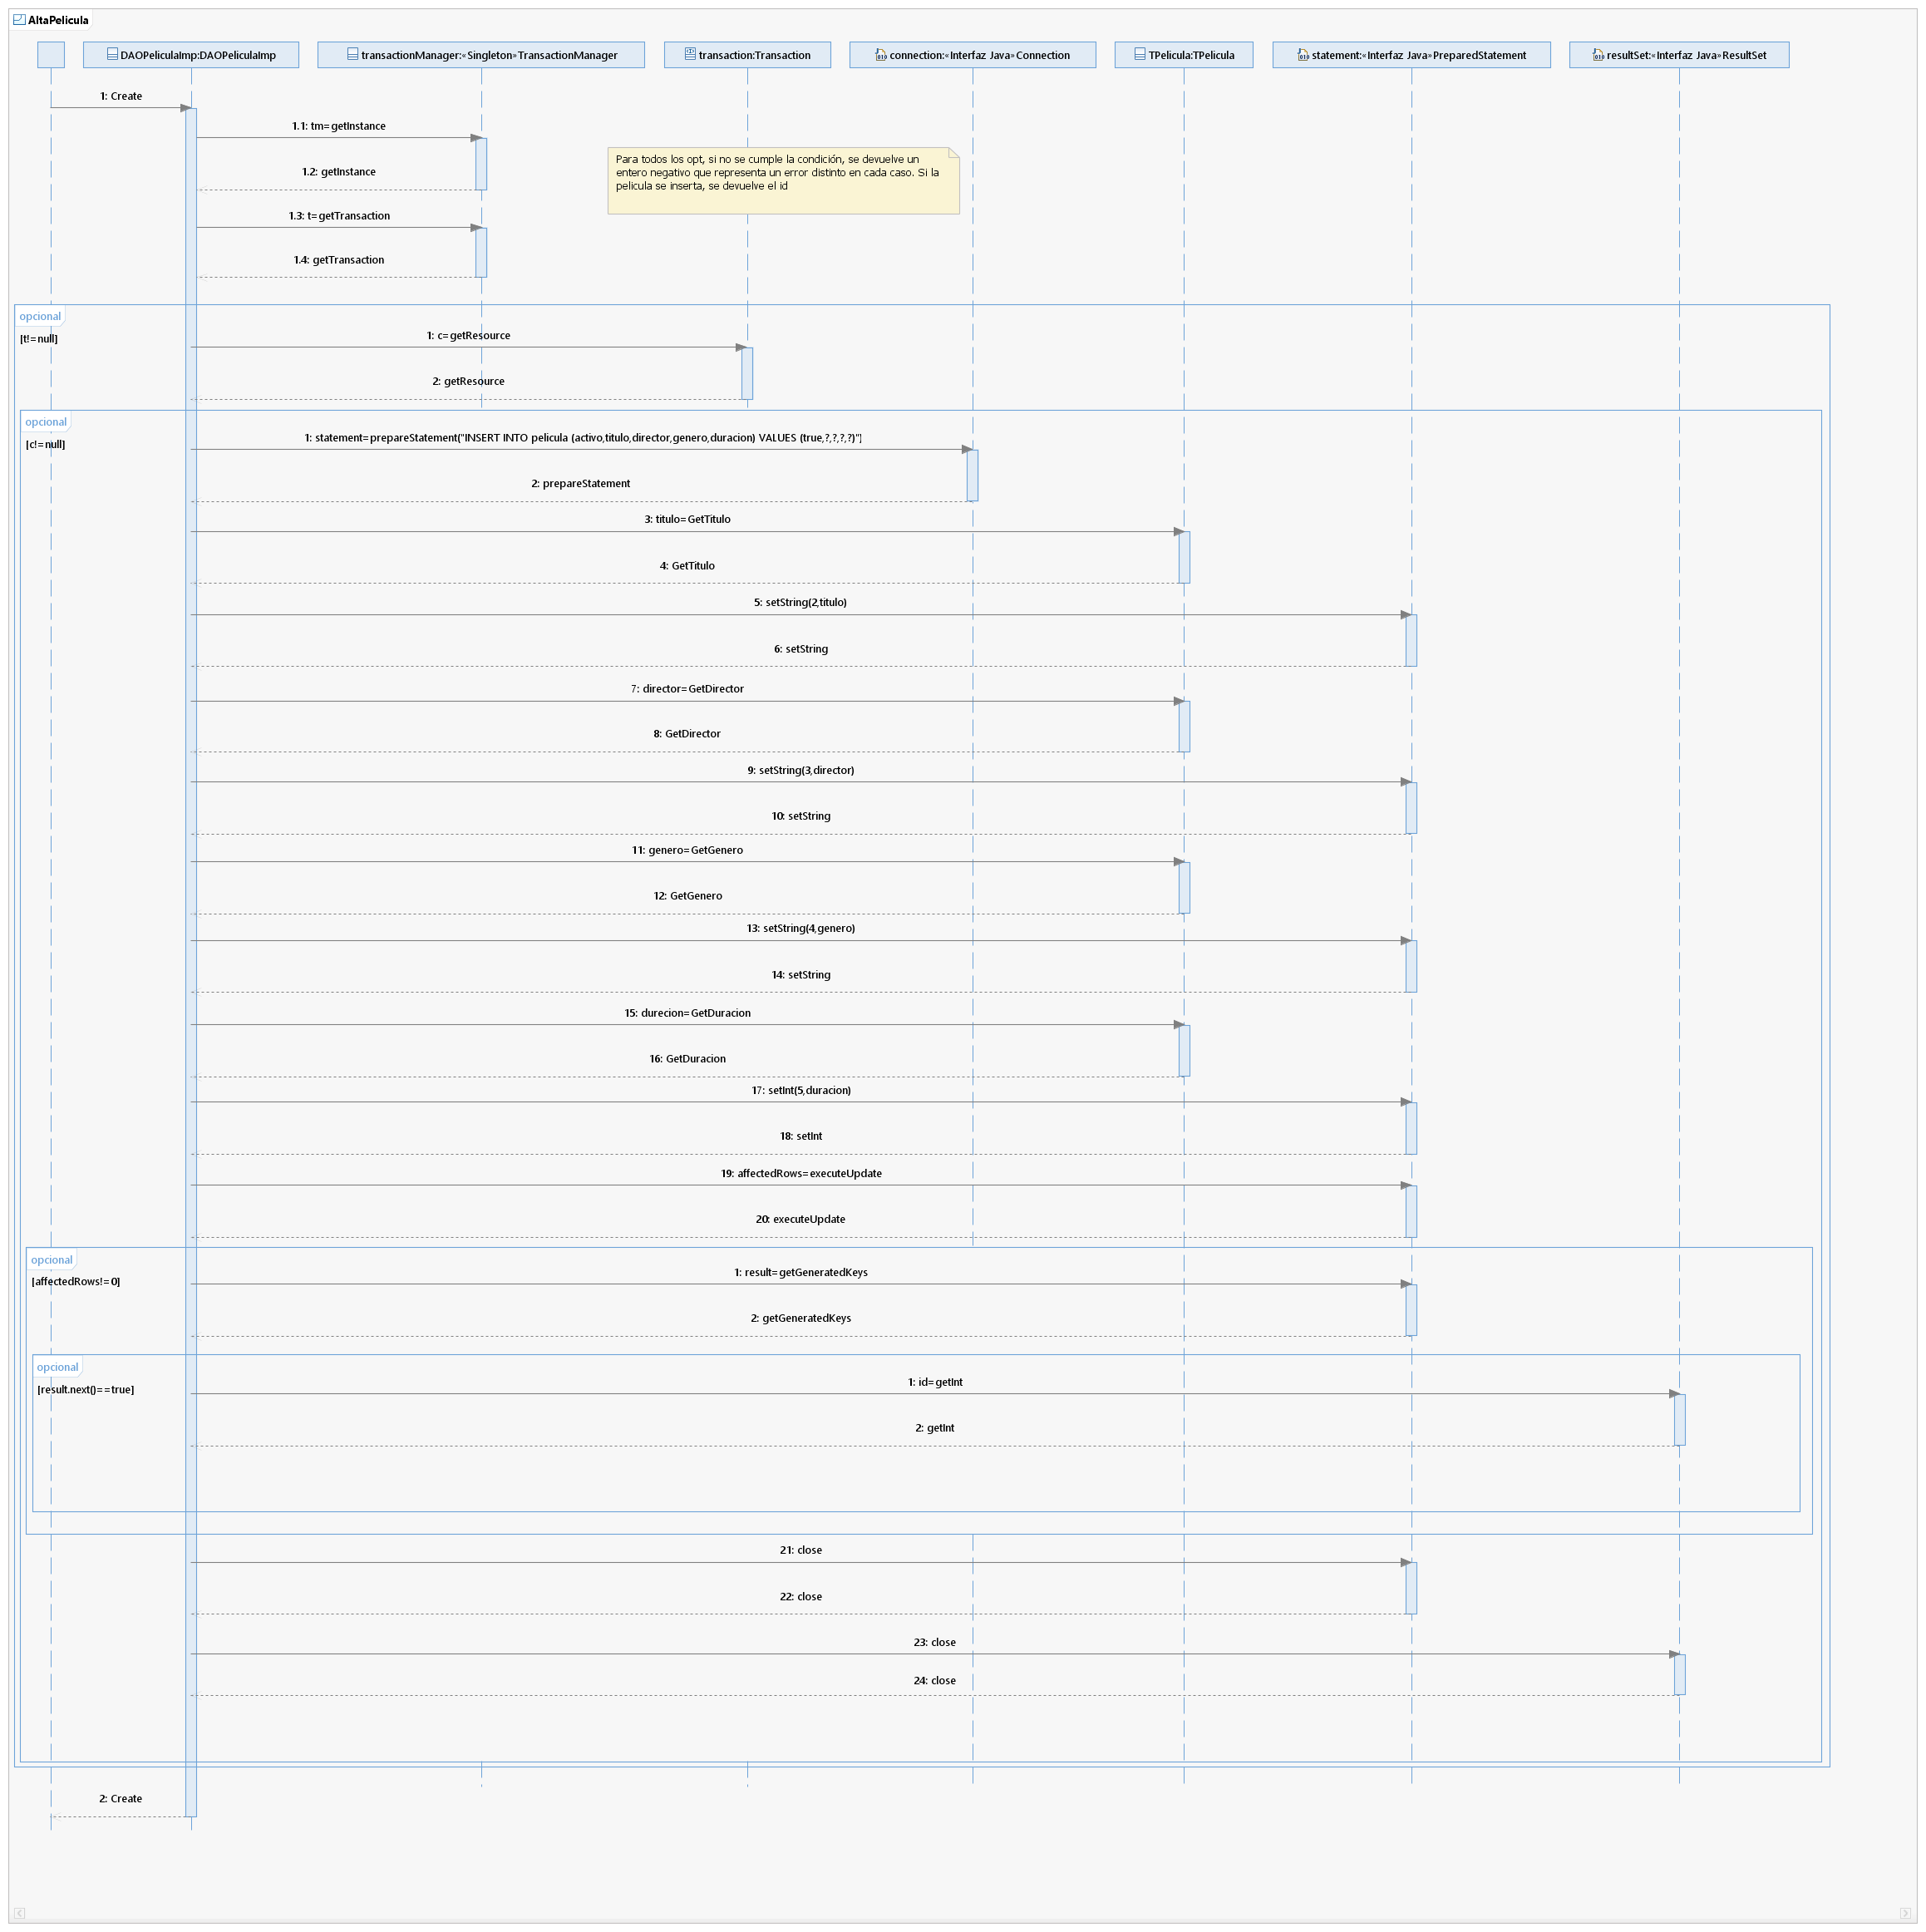 AltaPelicula
DAOPeliculaImp:DAOPeliculaImp
transactionManager:«Singleton»TransactionManager
transaction:Transaction
connection:«Interfaz Java»Connection
TPelicula:TPelicula
statement:«Interfaz Java»PreparedStatement
resultSet:«Interfaz Java»ResultSet
1: Create
1.1: tm=getInstance
Para todos los opt, si no se cumple la condición, se devuelve un
entero negativo que representa un error distinto en cada caso. Si la
pelicula se inserta, se devuelve el id
1.2: getInstance
1.3: t=getTransaction
1.4: getTransaction
opcional
[t!=null]
1: c=getResource
2: getResource
opcional
[c!=null]
1: statement=prepareStatement("INSERT INTO pelicula (activo,titulo,director,genero,duracion) VALUES (true,?,?,?,?)")
2: prepareStatement
3: titulo=GetTitulo
4: GetTitulo
5: setString(2,titulo)
6: setString
7: director=GetDirector
8: GetDirector
9: setString(3,director)
10: setString
11: genero=GetGenero
12: GetGenero
13: setString(4,genero)
14: setString
15: durecion=GetDuracion
16: GetDuracion
17: setInt(5,duracion)
18: setInt
19: affectedRows=executeUpdate
20: executeUpdate
opcional
[affectedRows!=0]
1: result=getGeneratedKeys
2: getGeneratedKeys
opcional
[result.next()==true]
1: id=getInt
2: getInt
21: close
22: close
23: close
24: close
2: Create